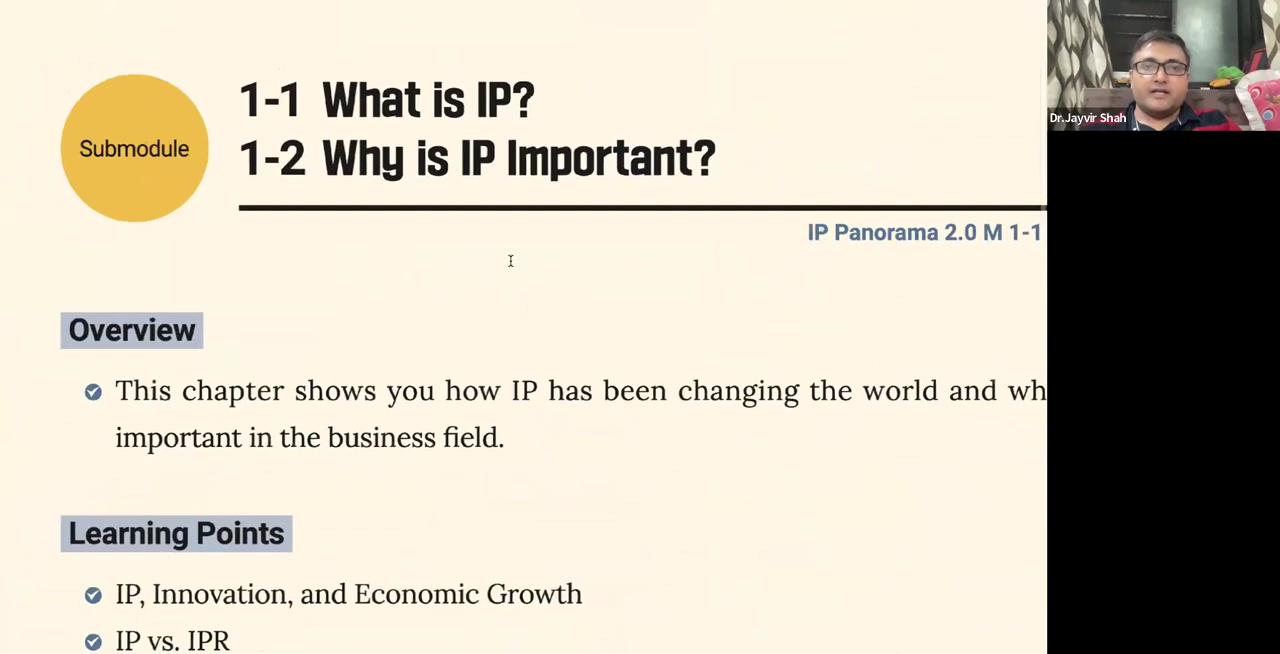 Submodule
1-1 What is IP?
1-2 Why is IP Important?
IP Panorama 2.0 M 1-1
Dr.Jayvir Shah
Overview
This chapter shows you how IP has been changing the world and wh
important in the business field.
Learning Points
IP, Innovation, and Economic Growth
IP vs. IPR